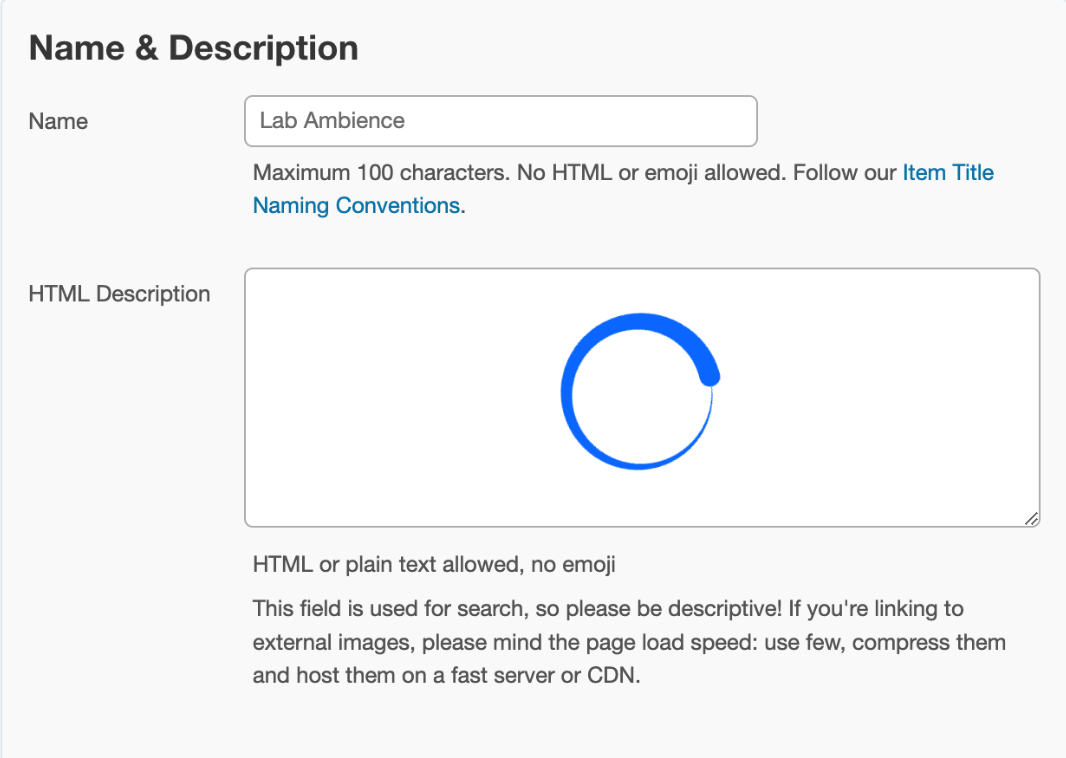 Name & Description
Name
Lab Ambience
Maximum 100 characters. No HTML or emoji allowed. Follow our Item Title
Naming Conventions.
HTML Description
HTML or plain text allowed, no emoji
This field is used for search, so please be descriptive! If you're linking to
external images, please mind the page load speed: use few, compress them
and host them on a fast server or CDN.